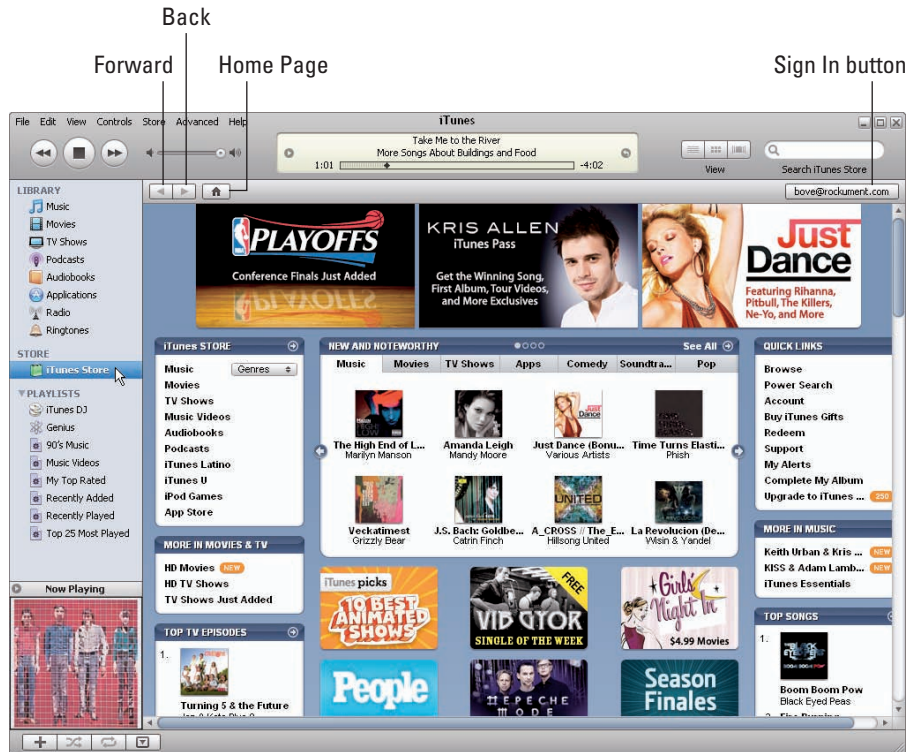 Back
Forward
Home Page
Sign In button
File Edit View Controls Store Advanced Help
iTunes
Take Me to the River
More Songs About Buildings and Food
1:01
-4:02
View
Search iTunes Store
bove@rockument.com
LIBRARY
Music
Movies
TV Shows
Podcasts
Audiobooks
Applications
Radio
Ringtones
STORE
iTunes Store
PLAYLISTS
iTunes DJ
Genius
90's Music
Music Videos
My Top Rated
Recently Added
Recently Played
Top 25 Most Played
Now Playing
NBA
PLAYOFFS
Conference Finals Just Added
KRIS ALLEN
iTunes Pass
Get the Winning Song,
First Album, Tour Videos,
and More Exclusives
Just
Dance
Featuring Rihanna,
Pitbull, The Killers,
Ne-Yo, and More
iTunes STORE
Music
Genres
Movies
TV Shows
Music Videos
Audiobooks
Podcasts
iTunes Latino
iTunes U
iPod Games
App Store
MORE IN MOVIES & TV
HD Movies NEW
HD TV Shows
TV Shows Just Added
TOP TV EPISODES
1.
Turning 5 & the Future
NEW AND NOTEWORTHY
See All
Music Movies TV Shows Apps Comedy Soundtra... Pop
The High End of L...
Marilyn Manson
Amanda Leigh
Mandy Moore
Just Dance (Bonu...
Various Artists
Time Turns Elasti...
Phish
UNITED
Veckatimest
Grizzly Bear
J.S. Bach: Goldbe...
Catrin Finch
A_CROSS // The_E...
Hillsong United
La Revolucion (De...
Wisin & Yandel
iTunes picks
10 BEST
ANIMATED
SHOWS
FREE
SINGLE OF THE WEEK
Girls'
Night In
$4.99 Movies
People
DEPECHE
MODE
Season
Finales
QUICK LINKS
Browse
Power Search
Account
Buy iTunes Gifts
Redeem
Support
My Alerts
Complete My Album
Upgrade to iTunes ... 250
MORE IN MUSIC
Keith Urban & Kris ... NEW
KISS & Adam Lamb... NEW
iTunes Essentials
TOP SONGS
1.
Boom Boom Pow
Black Eyed Peas